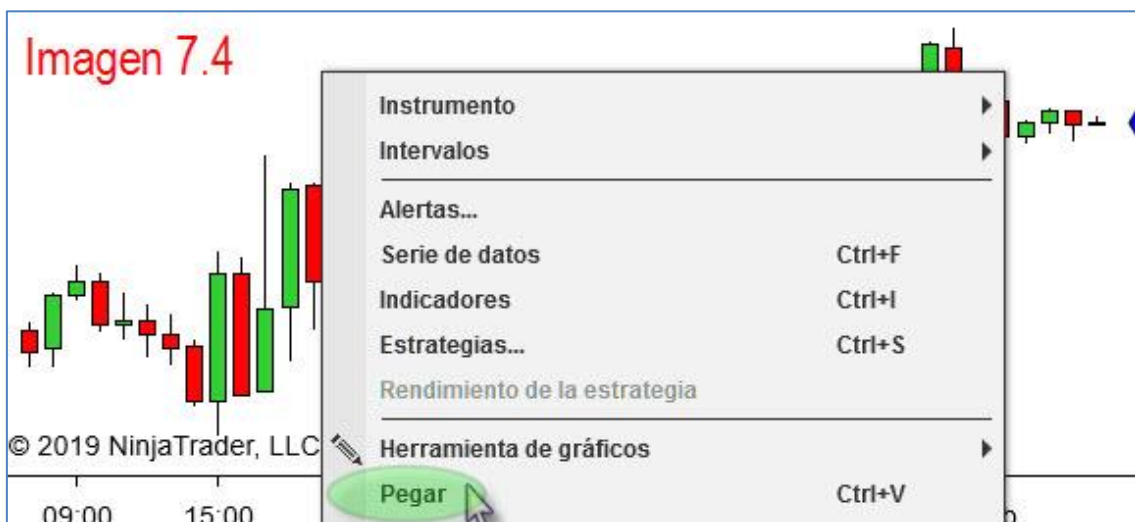 Imagen 7.4
Instrumento
Intervalos
Alertas...
Serie de datos Ctrl+F
Indicadores Ctrl+I
Estrategias... Ctrl+S
Rendimiento de la estrategia
© 2019 NinjaTrader, LLC
Herramienta de gráficos
Pegar Ctrl+V
09:00 15:00